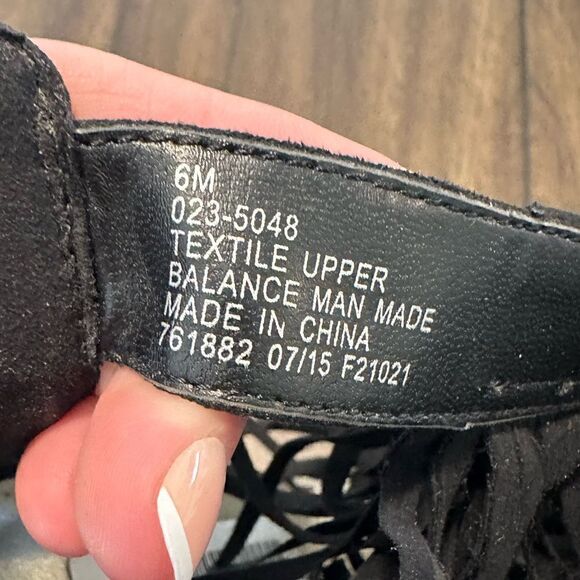 6M
023-5048
TEXTILE UPPER
BALANCE MAN MADE
MADE IN CHINA
761882 07/15 F21021